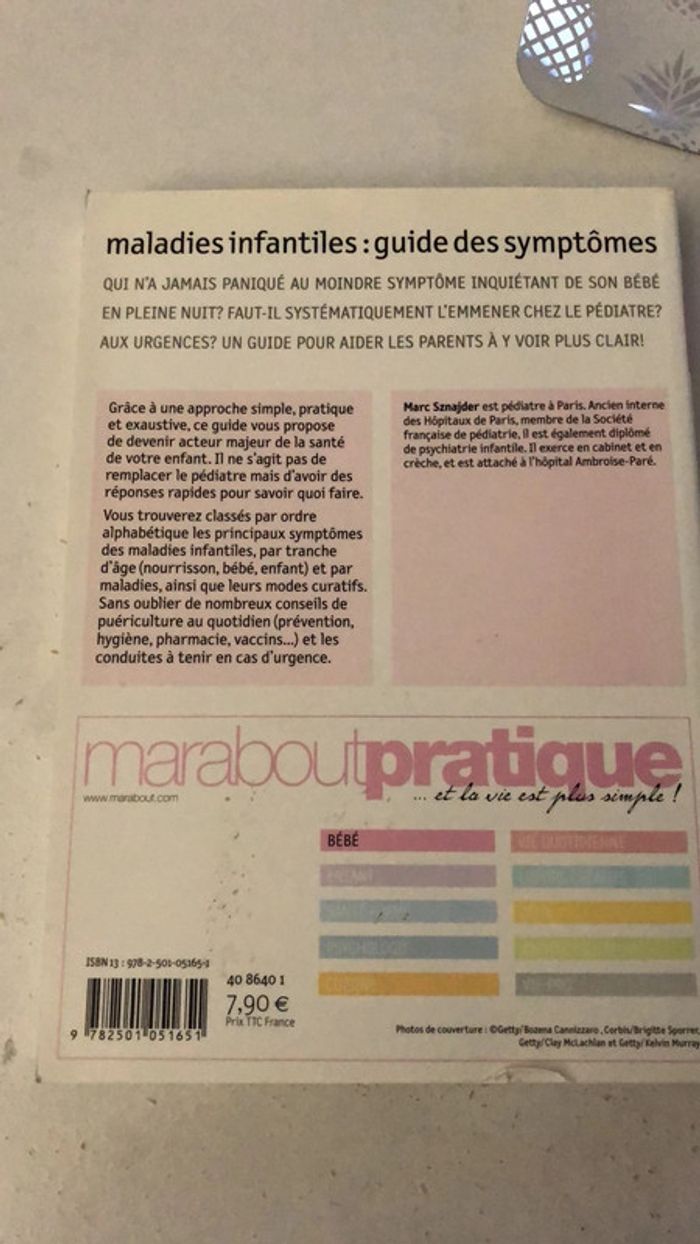 maladies infantiles : guide des symptômes
QUI N'A JAMAIS PANIQUÉ AU MOINDRE SYMPTÔME INQUIÉTANT DE SON BÉBÉ
EN PLEINE NUIT? FAUT-IL SYSTÉMATIQUEMENT L'EMMENER CHEZ LE PÉDIATRE?
AUX URGENCES? UN GUIDE POUR AIDER LES PARENTS À Y VOIR PLUS CLAIR!
Grâce à une approche simple, pratique
et exaustive, ce guide vous propose
de devenir acteur majeur de la santé
de votre enfant. Il ne s'agit pas de
remplacer le pédiatre mais d'avoir des
réponses rapides pour savoir quoi faire.
Vous trouverez classés par ordre
alphabétique les principaux symptômes
des maladies infantiles, par tranche
d'âge (nourrisson, bébé, enfant) et par
maladies, ainsi que leurs modes curatifs.
Sans oublier de nombreux conseils de
puériculture au quotidien (prévention,
hygiène, pharmacie, vaccins...) et les
conduites à tenir en cas d'urgence.
Marc Sznajder est pédiatre à Paris. Ancien interne
des Hôpitaux de Paris, membre de la Société
française de pédiatrie, il est également diplômé
de psychiatrie infantile. Il exerce en cabinet et en
crèche, et est attaché à l'hôpital Ambroise-Paré.
maraboutpratique
www.marabout.com
... et la vie est plus simple !
BÉBÉ
VIE QUOTIDIENNE
ENFANT
PSYCHOLOGIE
CUISINE
ISBN 13 : 978-2-501-05165-1
40 8640 1
7,90 €
Prix TTC France
9 782501 051651
Photos de couverture : ©Getty/Bozena Cannizzaro, Corbis/Brigitte Sporrer,
Getty/Clay McLachlan et Getty/Kelvin Murray